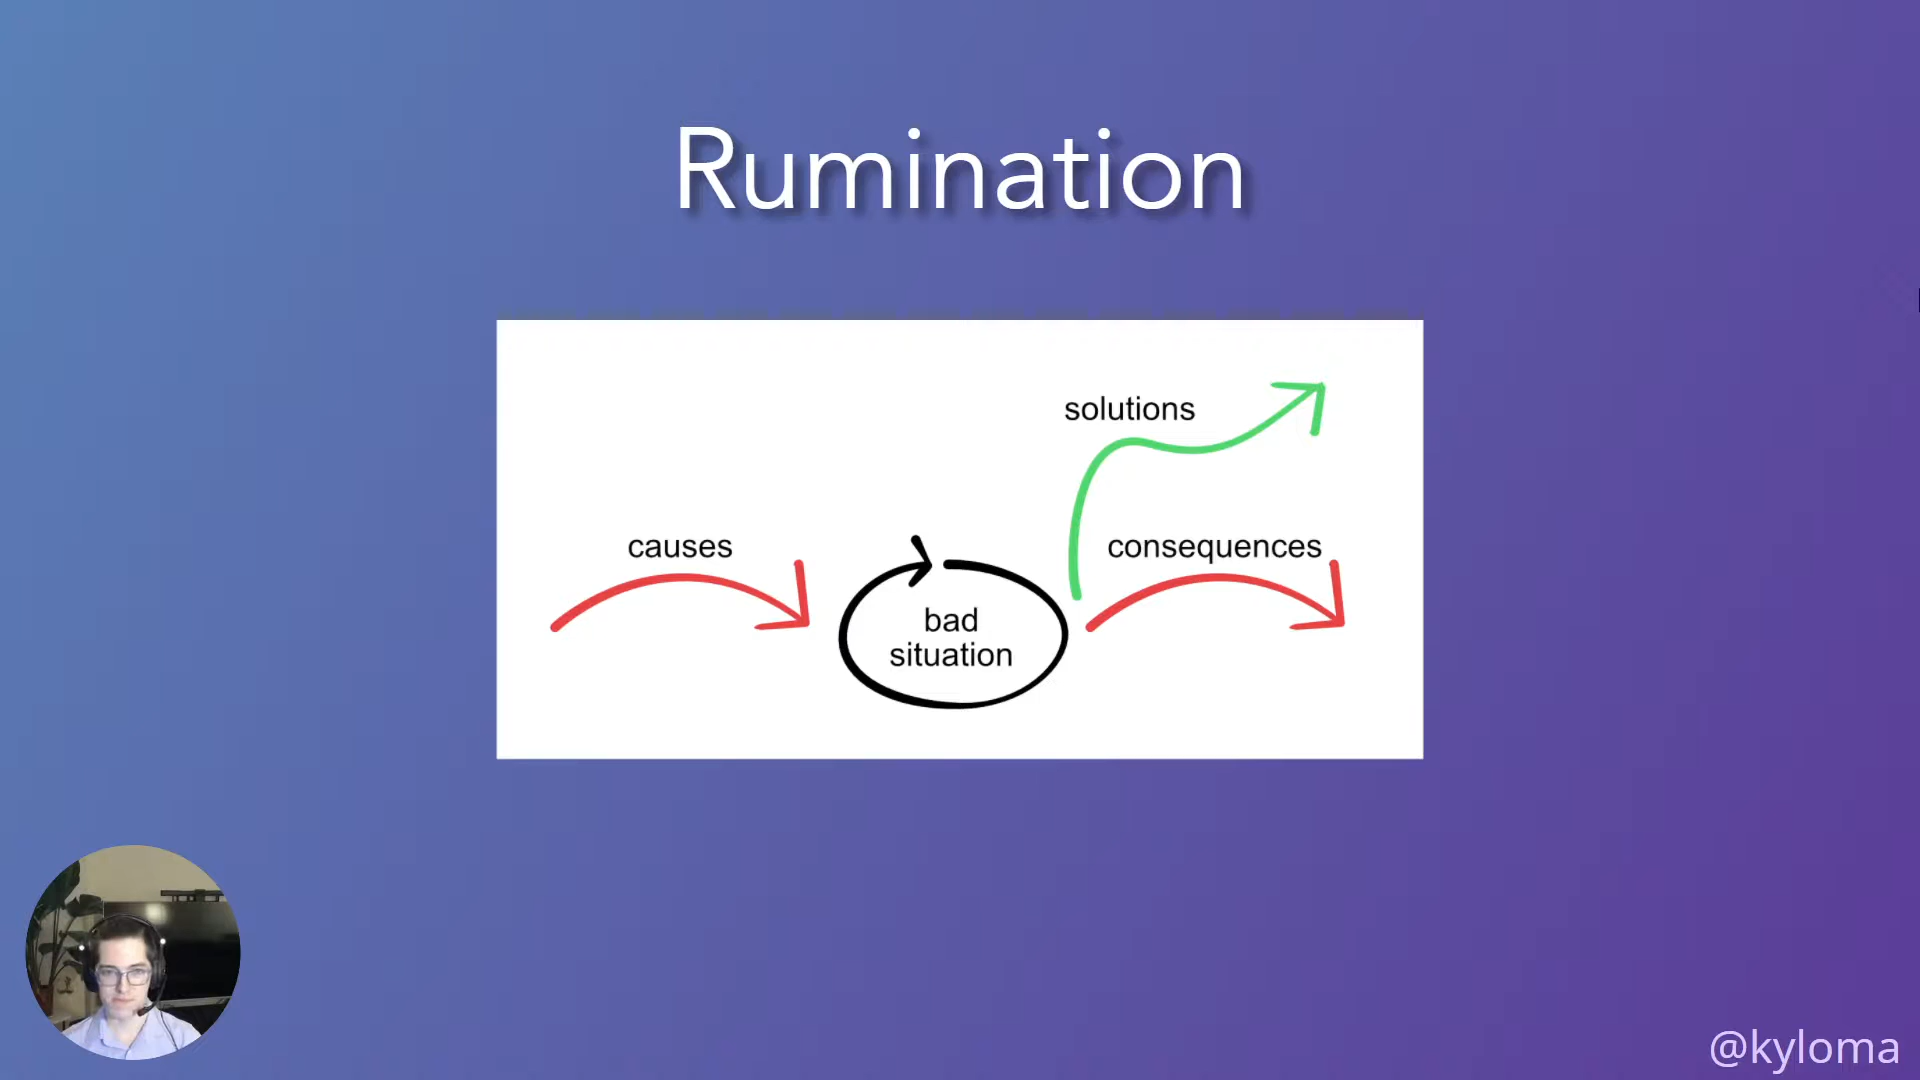 Rumination
solutions
causes
consequences
bad
situation
@kyloma